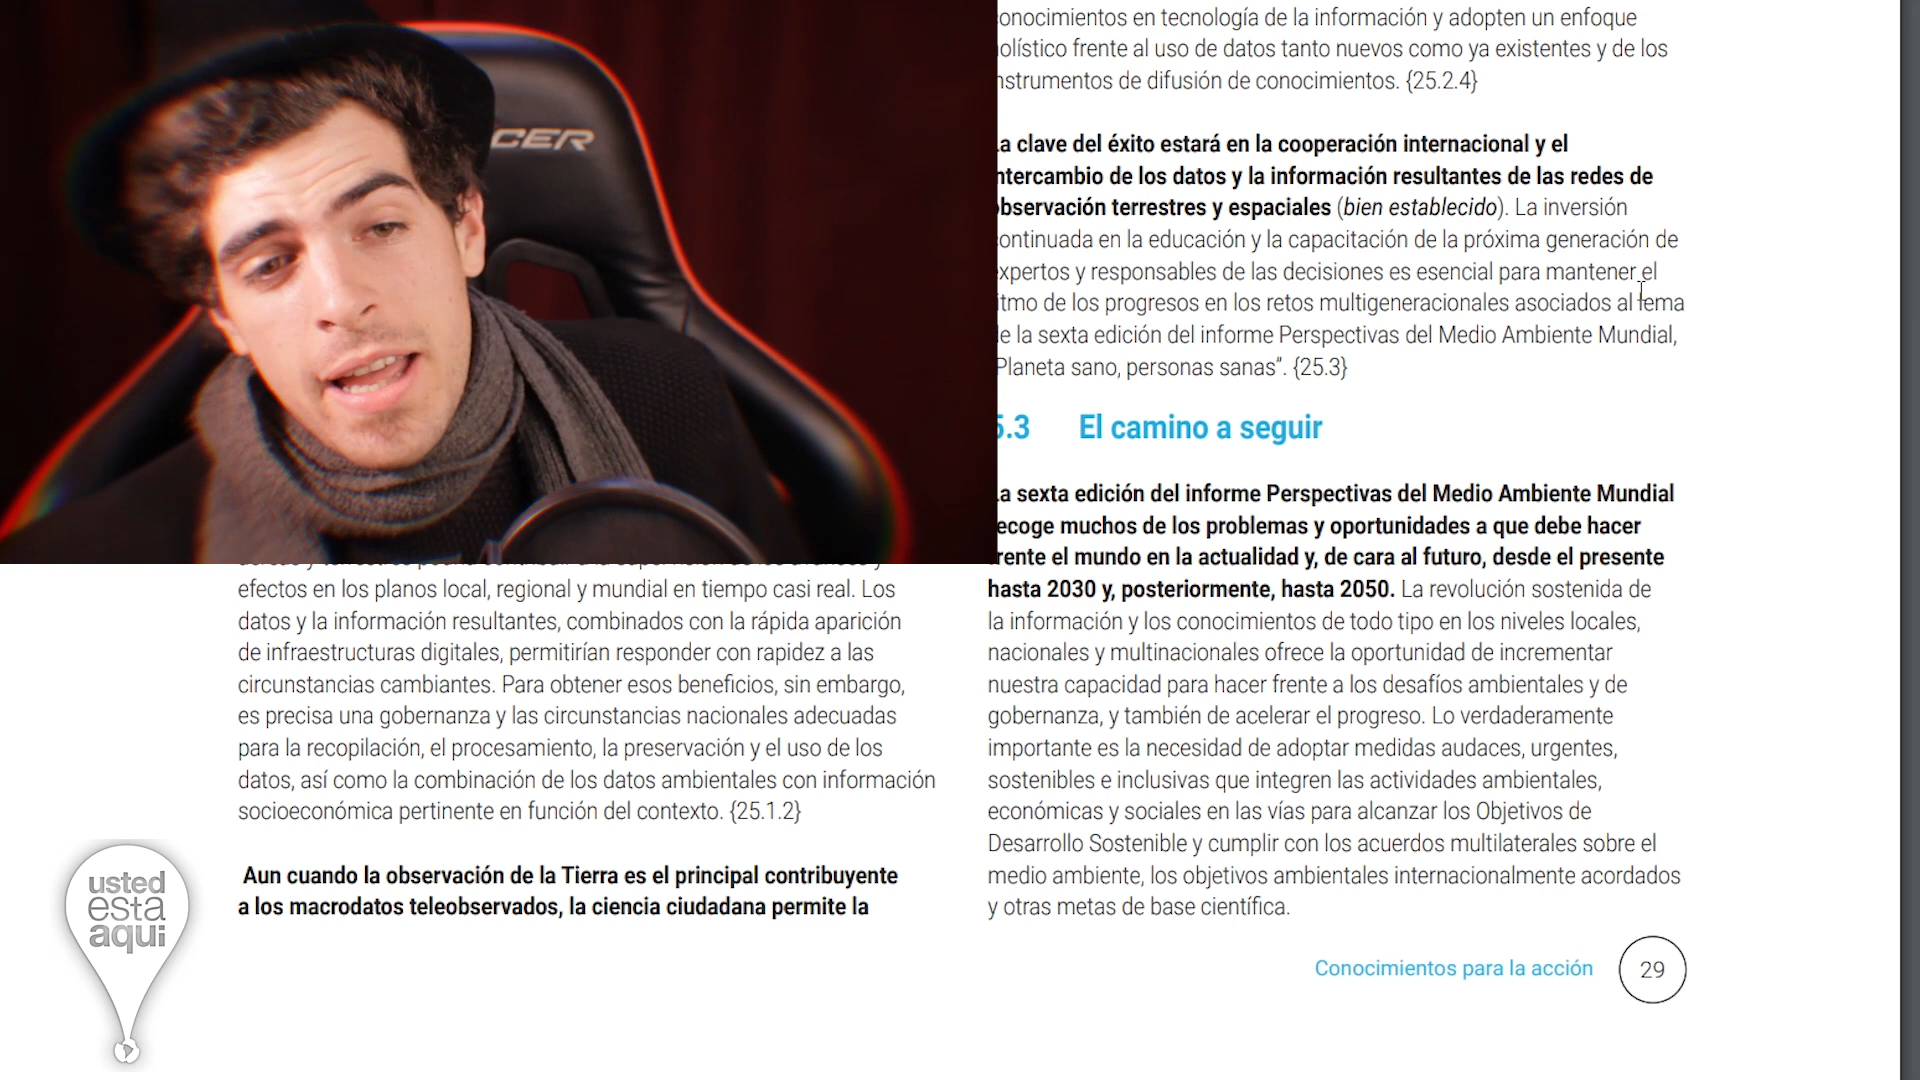 CER
efectos en los planos local, regional y mundial en tiempo casi real. Los
datos y la información resultantes, combinados con la rápida aparición
de infraestructuras digitales, permitirían responder con rapidez a las
circunstancias cambiantes. Para obtener esos beneficios, sin embargo,
es precisa una gobernanza y las circunstancias nacionales adecuadas
para la recopilación, el procesamiento, la preservación y el uso de los
datos, así como la combinación de los datos ambientales con información
socioeconómica pertinente en función del contexto. {25.1.2}
Aun cuando la observación de la Tierra es el principal contribuyente
a los macrodatos teleobservados, la ciencia ciudadana permite la
usted
esta
aqui
onocimientos en tecnología de la información y adopten un enfoque
olístico frente al uso de datos tanto nuevos como ya existentes y de los
nstrumentos de difusión de conocimientos. {25.2.4}
a clave del éxito estará en la cooperación internacional y el
ntercambio de los datos y la información resultantes de las redes de
observación terrestres y espaciales (bien establecido). La inversión
ontinuada en la educación y la capacitación de la próxima generación de
xpertos y responsables de las decisiones es esencial para mantener el
itmo de los progresos en los retos multigeneracionales asociados al tema
e la sexta edición del informe Perspectivas del Medio Ambiente Mundial,
Planeta sano, personas sanas”. {25.3}
5.3 El camino a seguir
a sexta edición del informe Perspectivas del Medio Ambiente Mundial
ecoge muchos de los problemas y oportunidades a que debe hacer
frente el mundo en la actualidad y, de cara al futuro, desde el presente
hasta 2030 y, posteriormente, hasta 2050. La revolución sostenida de
la información y los conocimientos de todo tipo en los niveles locales,
nacionales y multinacionales ofrece la oportunidad de incrementar
nuestra capacidad para hacer frente a los desafíos ambientales y de
gobernanza, y también de acelerar el progreso. Lo verdaderamente
importante es la necesidad de adoptar medidas audaces, urgentes,
sostenibles e inclusivas que integren las actividades ambientales,
económicas y sociales en las vías para alcanzar los Objetivos de
Desarrollo Sostenible y cumplir con los acuerdos multilaterales sobre el
medio ambiente, los objetivos ambientales internacionalmente acordados
y otras metas de base científica.
Conocimientos para la acción 29